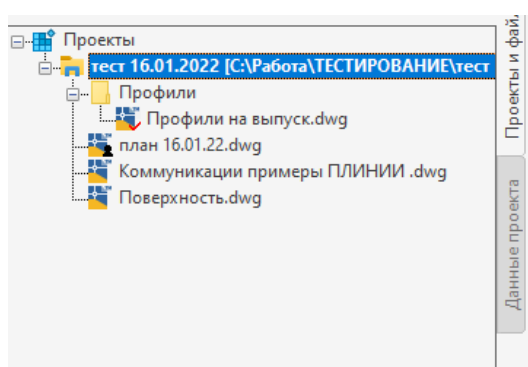 Проекты
тест 16.01.2022 [C:\Работа\ТЕСТИРОВАНИЕ\тест
Профили
Профили на выпуск.dwg
план 16.01.22.dwg
Коммуникации примеры ПЛИНИИ .dwg
Поверхность.dwg
Проекты и фай.
Данные проекта